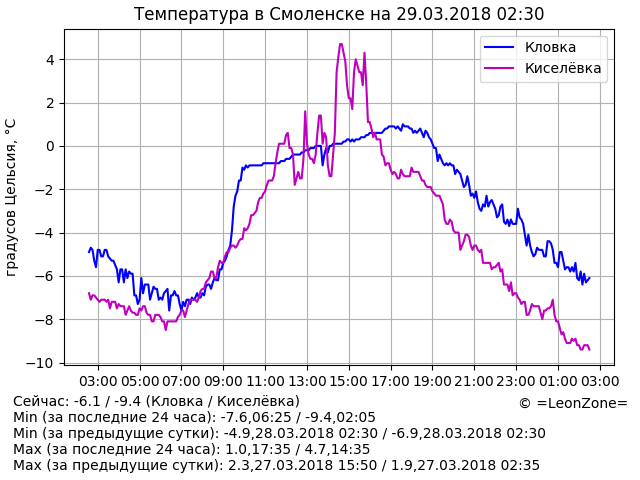 Температура в Смоленске на 29.03.2018 02:30
градусов Цельсия, °C
Кловка
Киселёвка
4
2
0
−2
−4
−6
−8
−10
03:00 05:00 07:00 09:00 11:00 13:00 15:00 17:00 19:00 21:00 23:00 01:00 03:00
Сейчас: -6.1 / -9.4 (Кловка / Киселёвка)
© =LeonZone=
Min (за последние 24 часа): -7.6,06:25 / -9.4,02:05
Min (за предыдущие сутки): -4.9,28.03.2018 02:30 / -6.9,28.03.2018 02:30
Max (за последние 24 часа): 1.0,17:35 / 4.7,14:35
Max (за предыдущие сутки): 2.3,27.03.2018 15:50 / 1.9,27.03.2018 02:35